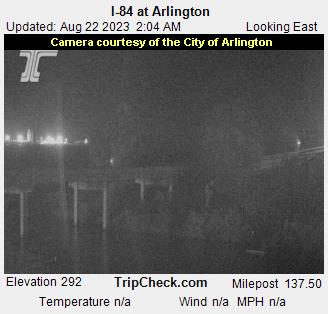 I-84 at Arlington
Updated: Aug 22 2023 2:04 AM Looking East
Camera courtesy of the City of Arlington
Elevation 292 TripCheck.com Milepost 137.50
Temperature n/a Wind n/a MPH n/a